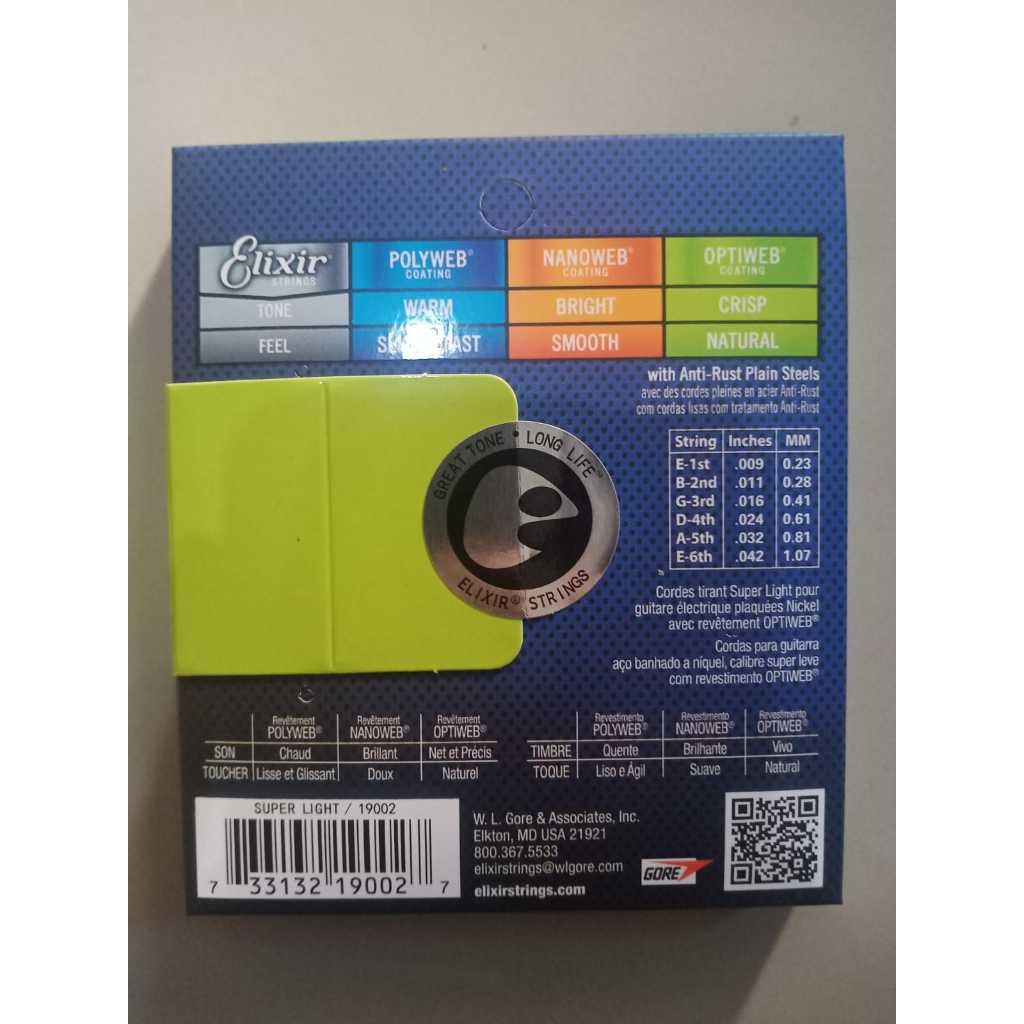 Elixir POLYWEB® NANOWEB® OPTIWEB®
STRINGS COATING COATING COATING
TONE WARM BRIGHT CRISP
FEEL SMOOTH NATURAL
with Anti-Rust Plain Steels
avec des cordes pleines en acier Anti-Rust
com cordas lisas com tratamento Anti-Rust
GREAT TONE • LONG LIFE™
ELIXIR® STRINGS
String Inches MM
E-1st .009 0.23
B-2nd .011 0.28
G-3rd .016 0.41
D-4th .024 0.61
A-5th .032 0.81
E-6th .042 1.07
Cordes tirant Super Light pour
guitare électrique plaquées Nickel
avec revêtement OPTIWEB®
Cordas para guitarra
aço banhado a níquel, calibre super leve
com revestimento OPTIWEB®
Revêtement Revêtement Revêtement
POLYWEB® NANOWEB® OPTIWEB®
SON Chaud Brillant Net et Précis
TOUCHER Lisse et Glissant Doux Naturel
Revestimento Revestimento Revestimento
POLYWEB® NANOWEB® OPTIWEB®
TIMBRE Quente Brilhante Vivo
TOQUE Liso e Ágil Suave Natural
SUPER LIGHT / 19002
7 33132 19002 7
W. L. Gore & Associates, Inc.
Elkton, MD USA 21921
800.367.5533
elixirstrings@wlgore.com
elixirstrings.com
GORE